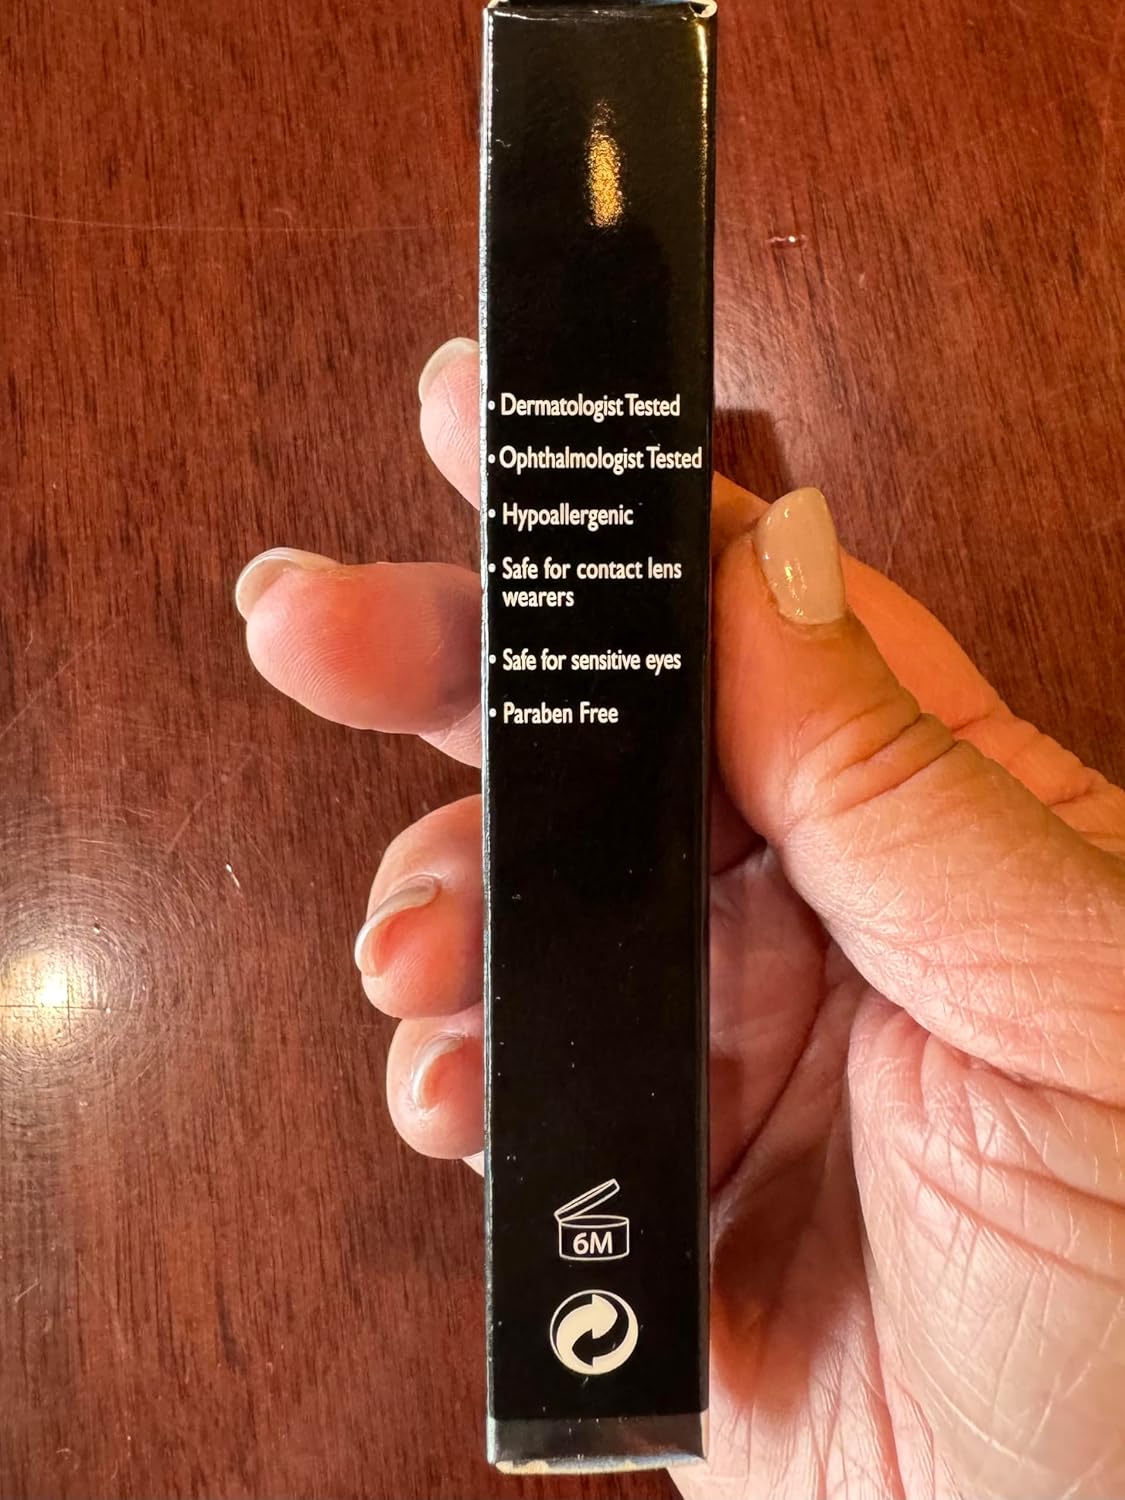 • Dermatologist Tested
• Ophthalmologist Tested
• Hypoallergenic
• Safe for contact lens
wearers
• Safe for sensitive eyes
• Paraben Free
6M